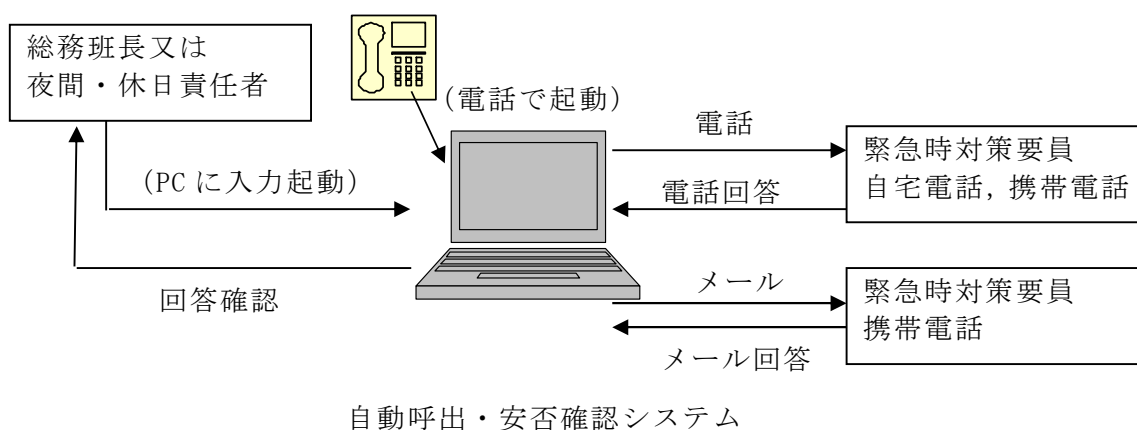 総務班長又は
夜間・休日責任者
(電話で起動)
(PCに入力起動)
回答確認
電話
電話回答
緊急時対策要員
自宅電話,携帯電話
メール
メール回答
緊急時対策要員
携帯電話
自動呼出・安否確認システム